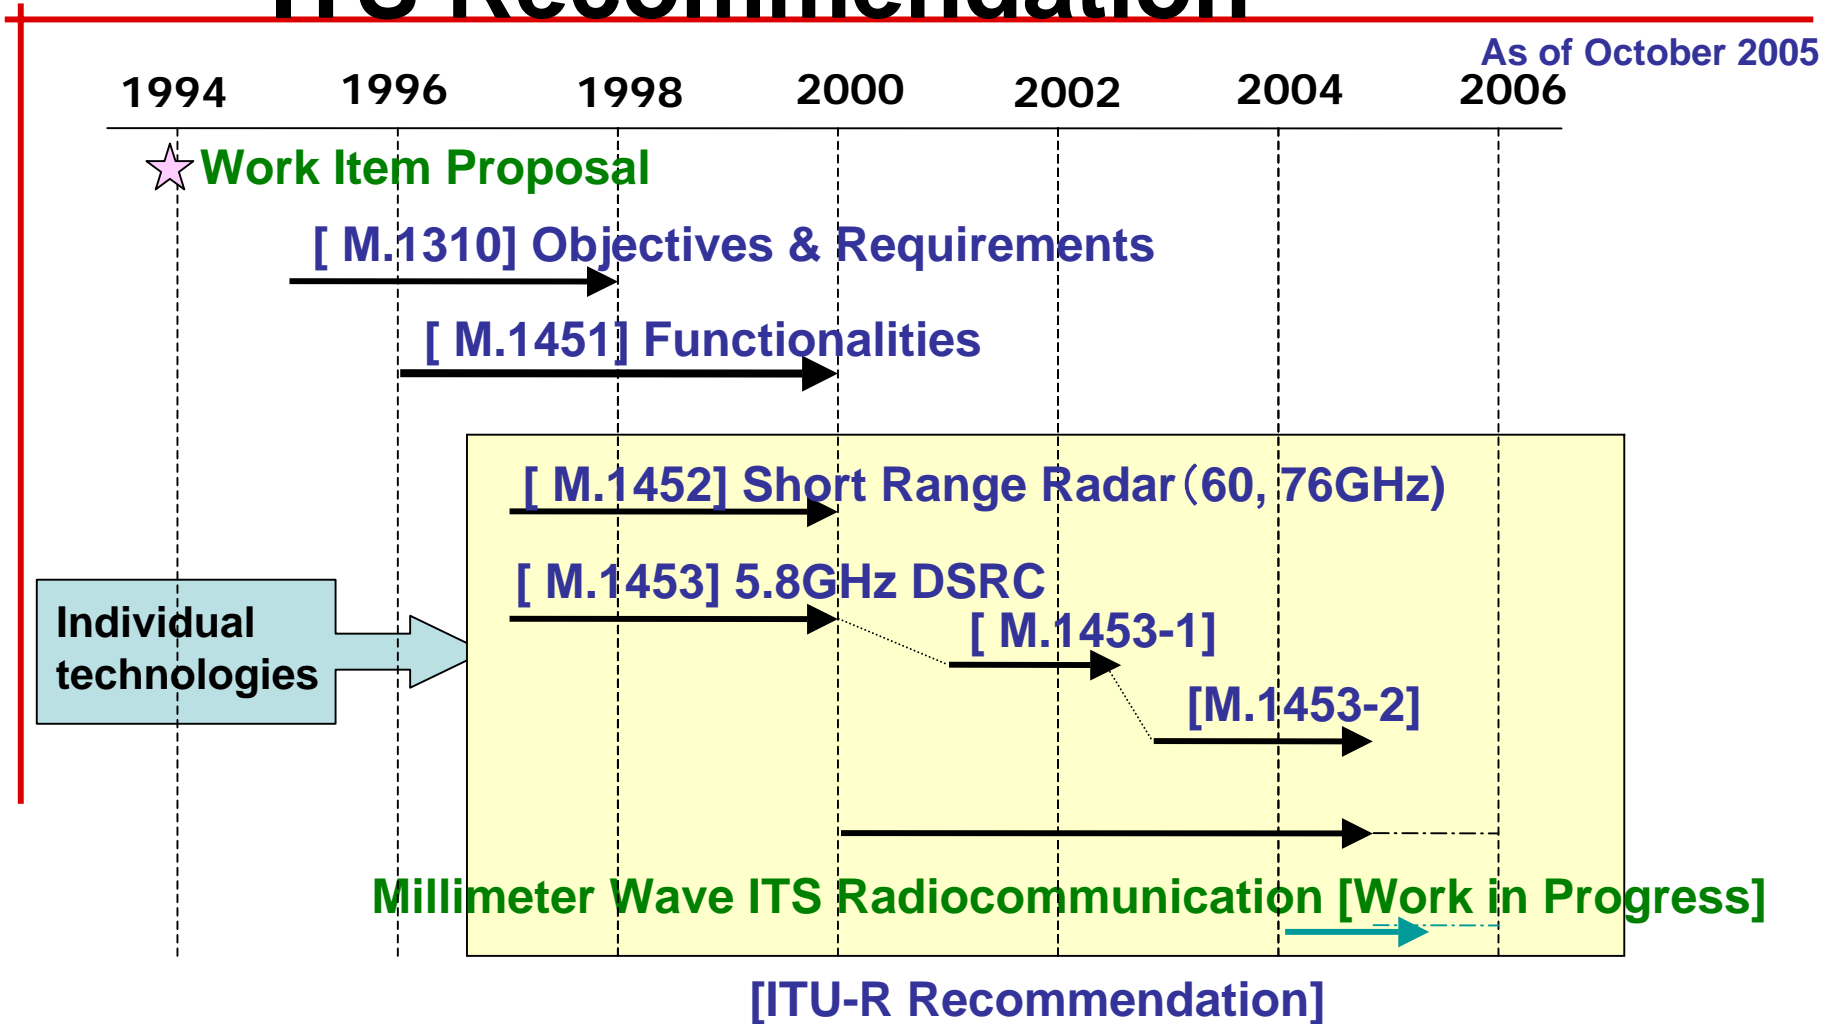 ITS Recommendation
As of October 2005
1994 1996 1998 2000 2002 2004 2006
Work Item Proposal
[ M.1310] Objectives & Requirements
[ M.1451] Functionalities
[ M.1452] Short Range Radar（60, 76GHz)
[ M.1453] 5.8GHz DSRC
[ M.1453-1]
Individual
technologies
[M.1453-2]
Millimeter Wave ITS Radiocommunication [Work in Progress]
[ITU-R Recommendation]